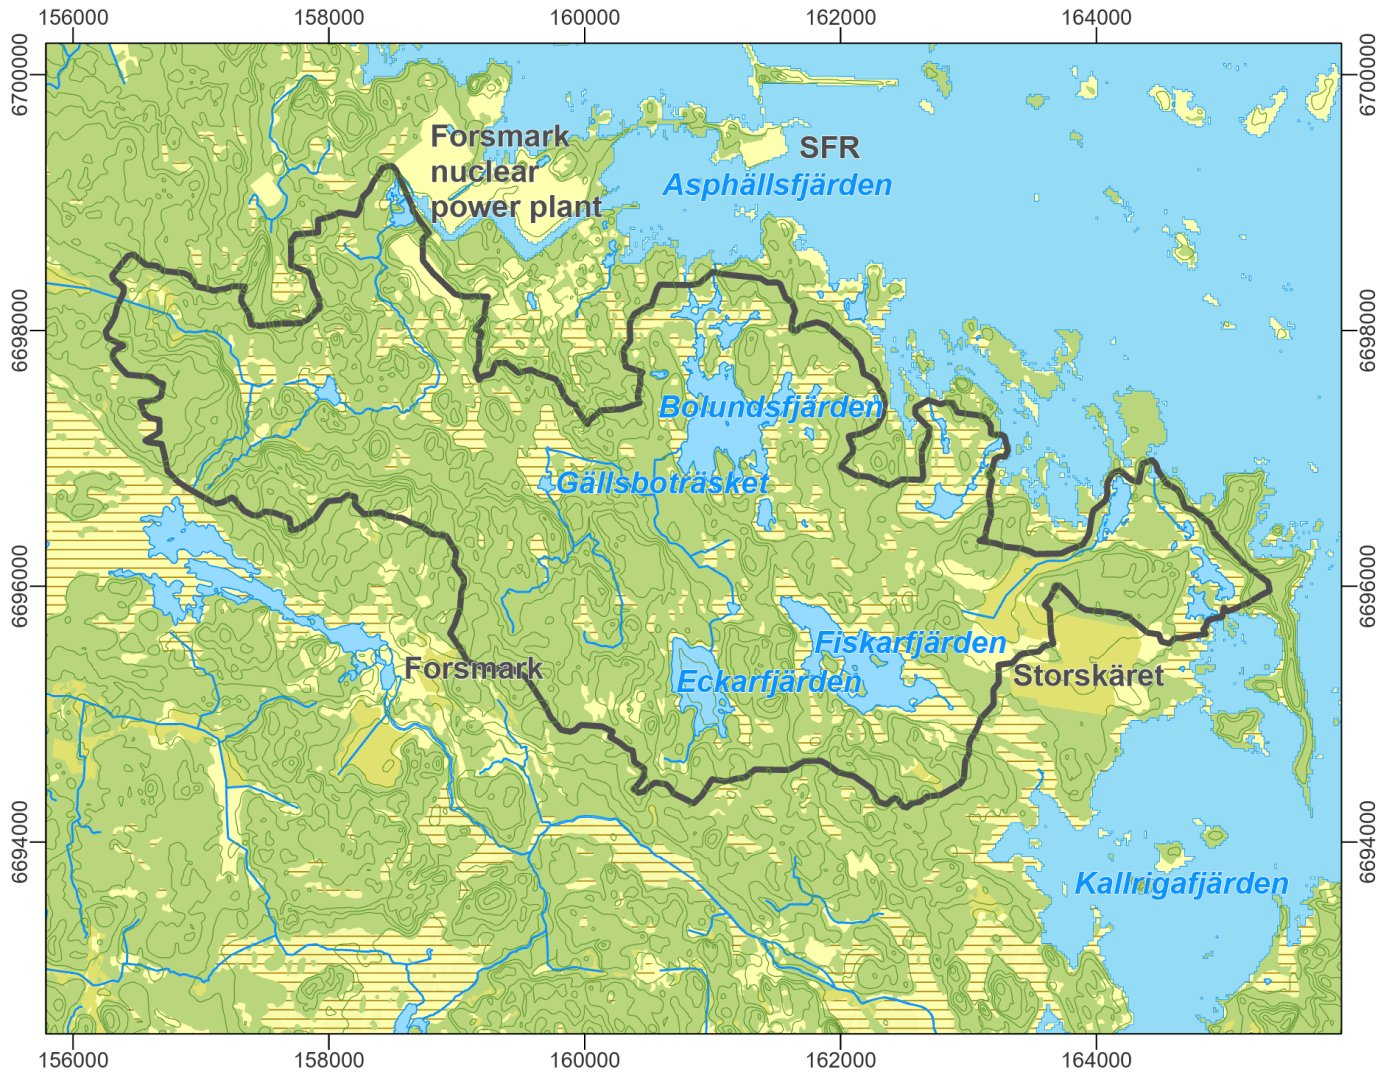 156000 158000 160000 162000 164000
6700000 6700000
Forsmark
nuclear
power plant
SFR
Asphällsfjärden
6698000 6698000
Bolundsfjärden
Gällsboträsket
6696000 6696000
Fiskarfjärden
Forsmark
Eckarfjärden
Storskäret
6694000 6694000
Kallrigafjärden
156000 158000 160000 162000 164000